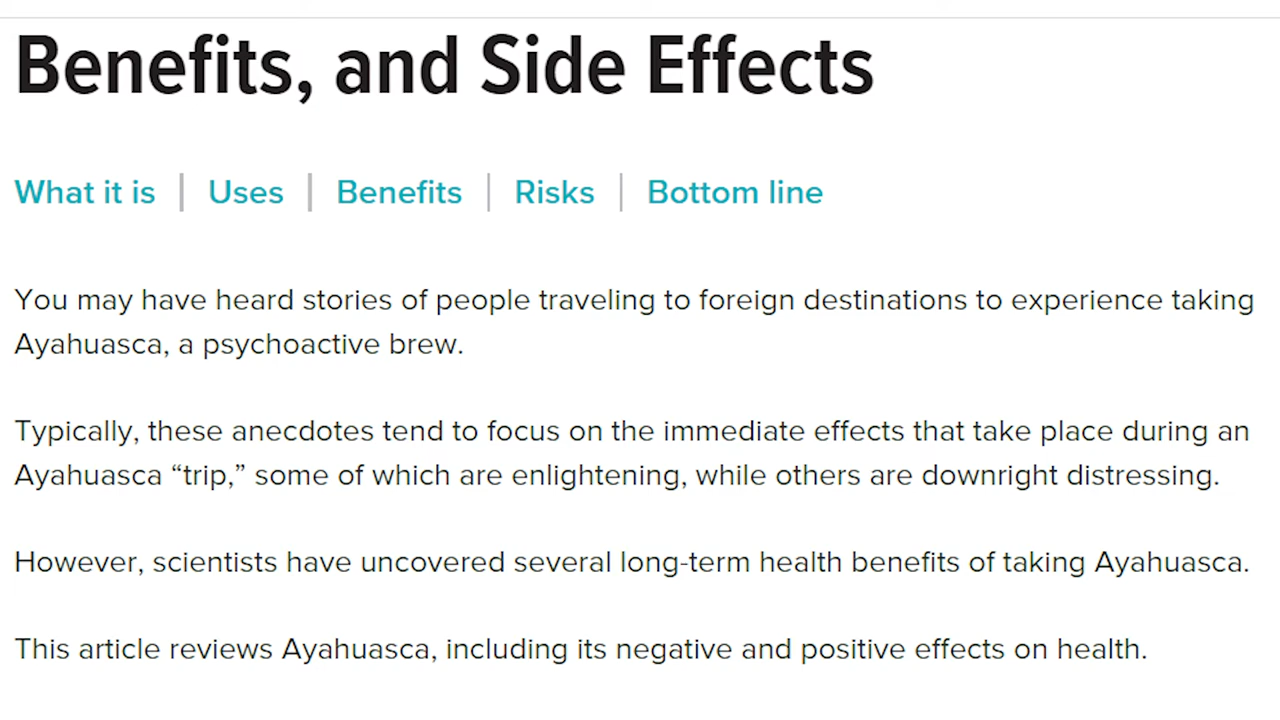 Benefits, and Side Effects
What it is | Uses | Benefits | Risks | Bottom line
You may have heard stories of people traveling to foreign destinations to experience taking
Ayahuasca, a psychoactive brew.
Typically, these anecdotes tend to focus on the immediate effects that take place during an
Ayahuasca “trip,” some of which are enlightening, while others are downright distressing.
However, scientists have uncovered several long-term health benefits of taking Ayahuasca.
This article reviews Ayahuasca, including its negative and positive effects on health.